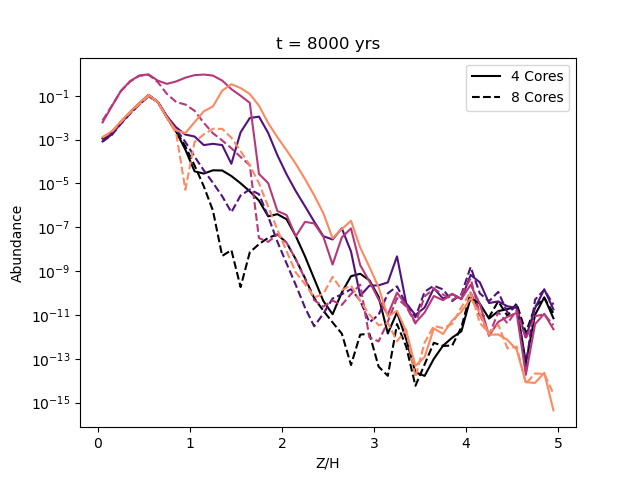 t = 8000 yrs
4 Cores
8 Cores
Abundance
10⁻¹
10⁻³
10⁻⁵
10⁻⁷
10⁻⁹
10⁻¹¹
10⁻¹³
10⁻¹⁵
0 1 2 3 4 5
Z/H